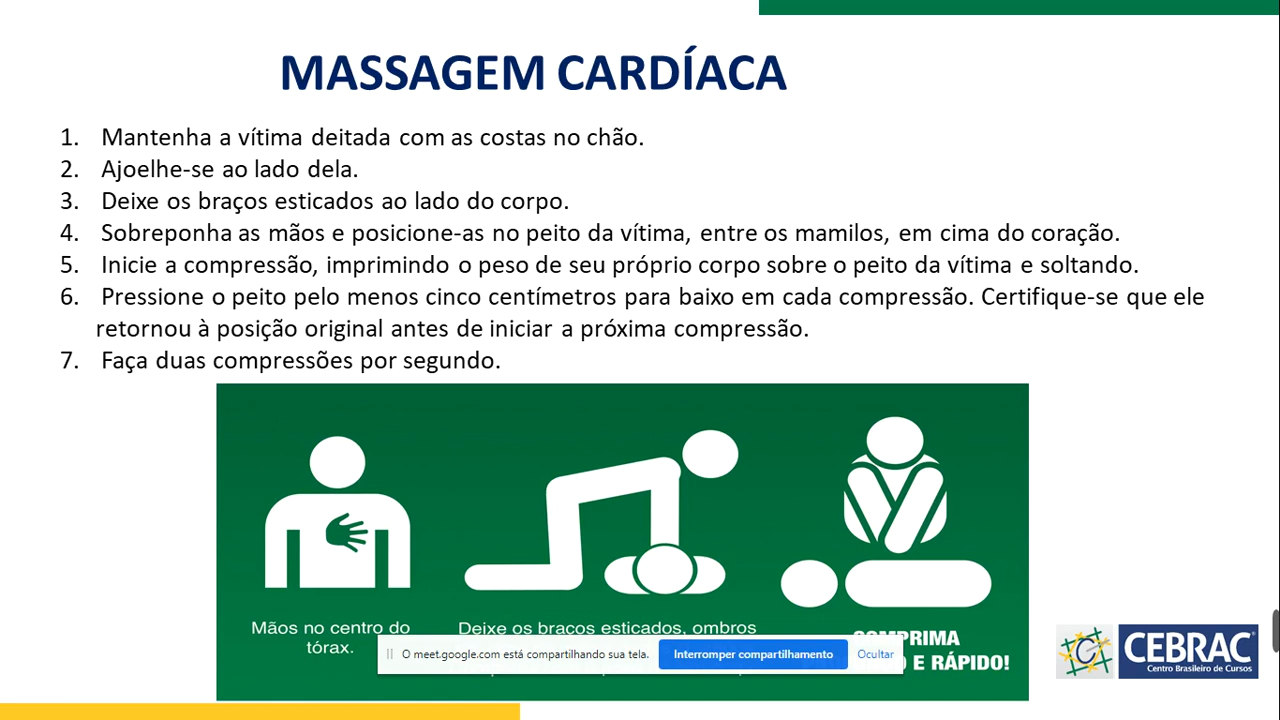 MASSAGEM CARDÍACA
1. Mantenha a vítima deitada com as costas no chão.
2. Ajoelhe-se ao lado dela.
3. Deixe os braços esticados ao lado do corpo.
4. Sobreponha as mãos e posicione-as no peito da vítima, entre os mamilos, em cima do coração.
5. Inicie a compressão, imprimindo o peso de seu próprio corpo sobre o peito da vítima e soltando.
6. Pressione o peito pelo menos cinco centímetros para baixo em cada compressão. Certifique-se que ele
retornou à posição original antes de iniciar a próxima compressão.
7. Faça duas compressões por segundo.
Mãos no centro do
tórax.
Deixe os braços esticados, ombros
COMPRIMA
E RÁPIDO!
O meet.google.com está compartilhando sua tela.
Interromper compartilhamento
Ocultar
CEBRAC
Centro Brasileiro de Cursos